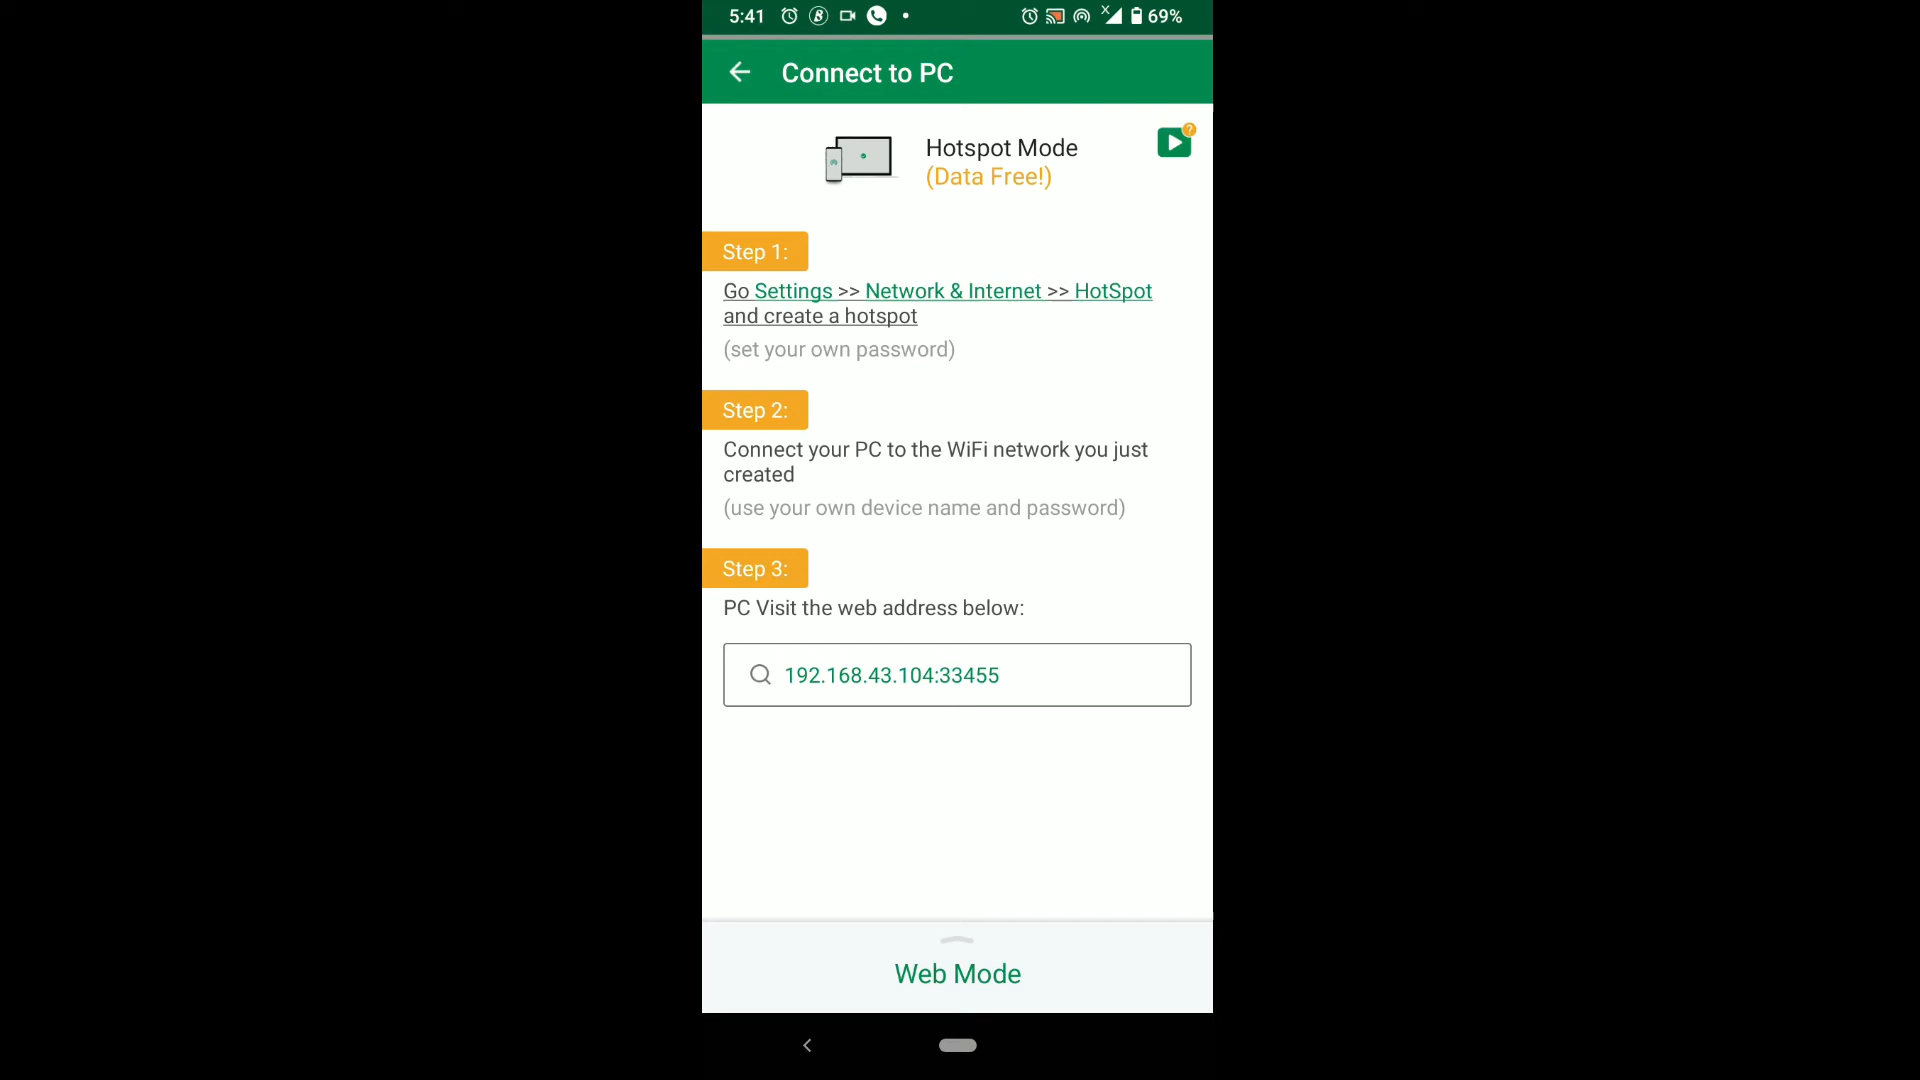 5:41
69%
Connect to PC
Hotspot Mode
(Data Free!)
Step 1:
Go Settings >> Network & Internet >> HotSpot
and create a hotspot
(set your own password)
Step 2:
Connect your PC to the WiFi network you just
created
(use your own device name and password)
Step 3:
PC Visit the web address below:
192.168.43.104:33455
Web Mode